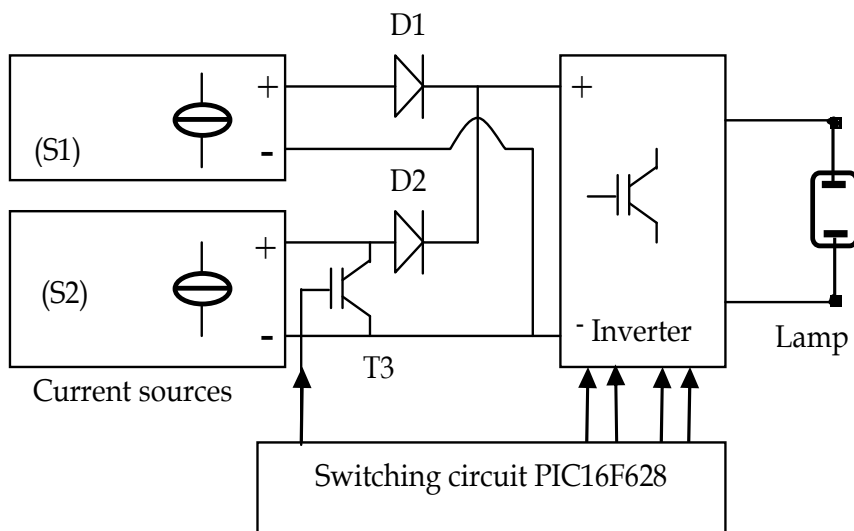 D1
+
+
(S1)
-
D2
+
(S2)
-
- Inverter
T3
Lamp
Current sources
Switching circuit PIC16F628